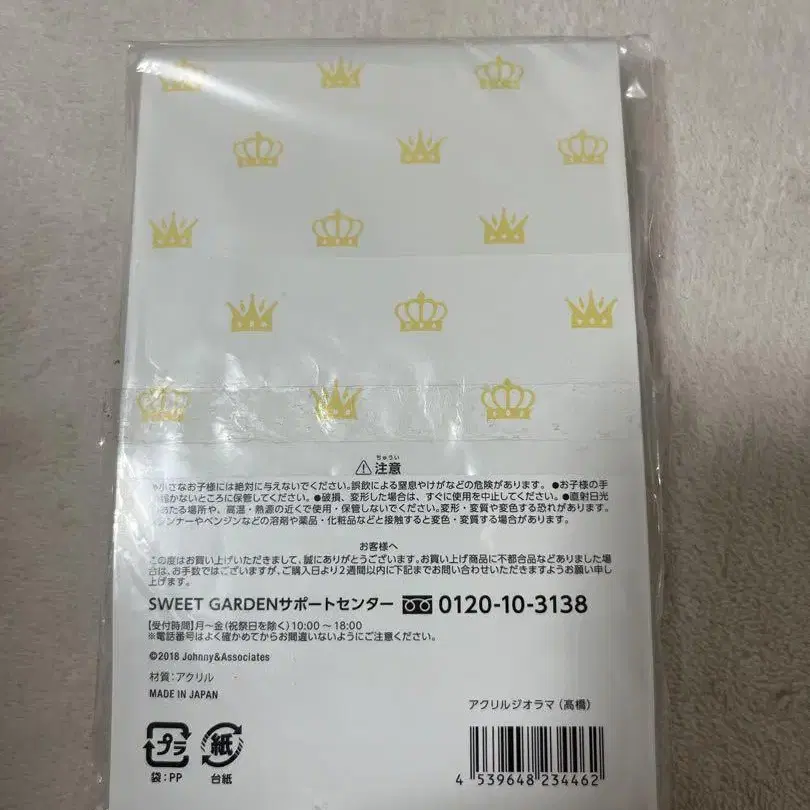 ちゅうい
⚠注意
●小さなお子様には絶対に与えないでください。誤飲による窒息やけがなどの危険があります。 ●お子様の手
の届かないところに保管してください。●破損、変形した場合は、すぐに使用を中止してください。●直射日光
のあたる場所や、高温・熱源の近くで使用・保管しないでください。変形・変質や変色する恐れがあります。
シンナーやベンジンなどの溶剤や薬品・化粧品などと接触すると変色・変質する場合があります。
お客様へ
この度はお買い上げいただきまして、誠にありがとうございます。お買い上げ商品に不都合品などありました場
合は、お手数ではございますが、ご購入日より2週間以内に下記までお問い合わせいただきますようお願い申し
上げます。
SWEET GARDENサポートセンター 0120-10-3138
【受付時間】月～金(祝祭日を除く)10:00～18:00
※電話番号はよく確かめてからお間違いないようにご注意ください。
©2018 Johnny&Associates
材質：アクリル
MADE IN JAPAN
アクリルジオラマ（髙橋）
プラ 紙
袋：PP 台紙
4 539648 234462